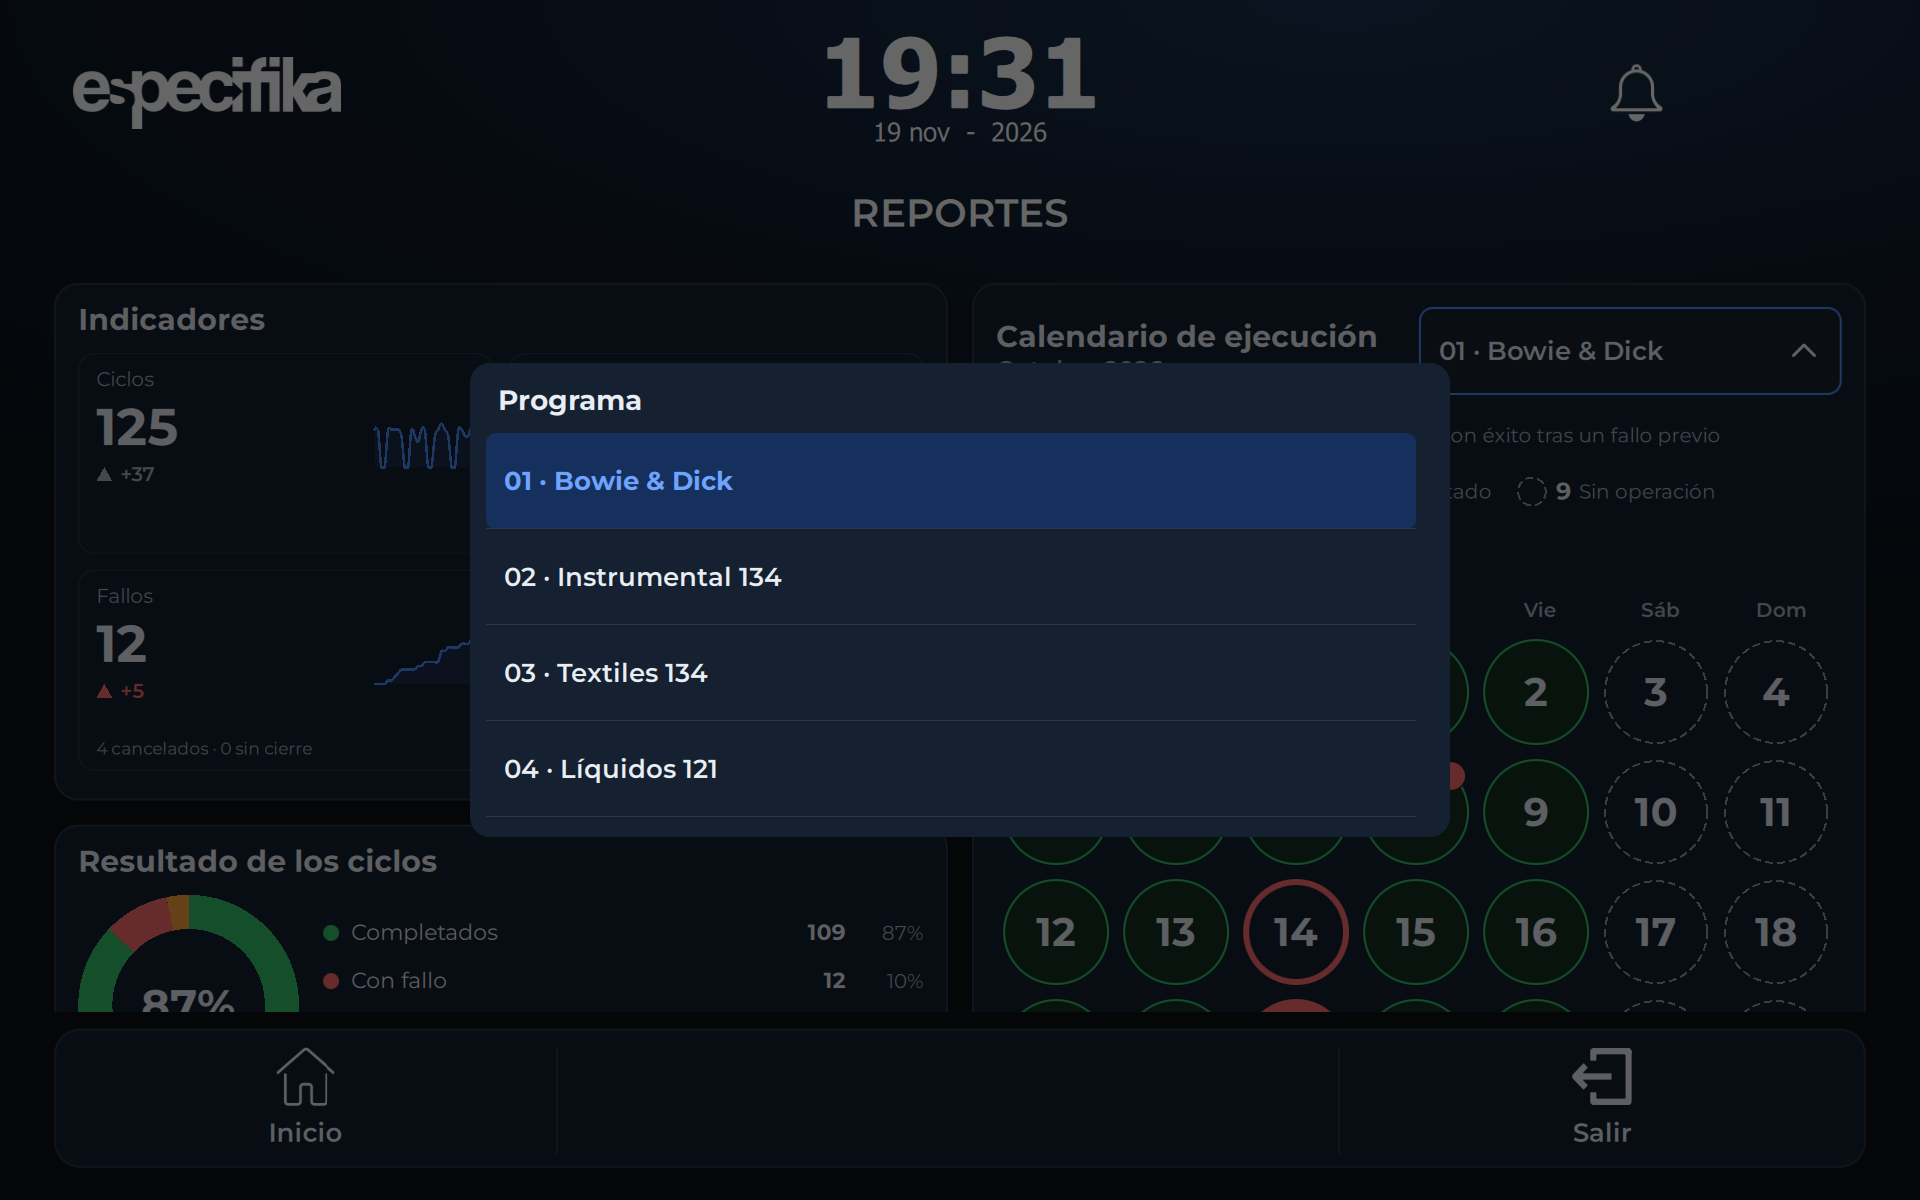 especifika
19:31
19 nov - 2026
REPORTES
Indicadores
Ciclos
125
+37
Fallos
12
+5
4 cancelados · 0 sin cierre
Calendario de ejecución
01 · Bowie & Dick
on éxito tras un fallo previo
tado 9 Sin operación
Programa
01 · Bowie & Dick
02 · Instrumental 134
03 · Textiles 134
04 · Líquidos 121
Vie Sáb Dom
2 3 4
9 10 11
12 13 14 15 16 17 18
Resultado de los ciclos
87%
Completados 109 87%
Con fallo 12 10%
Inicio
Salir